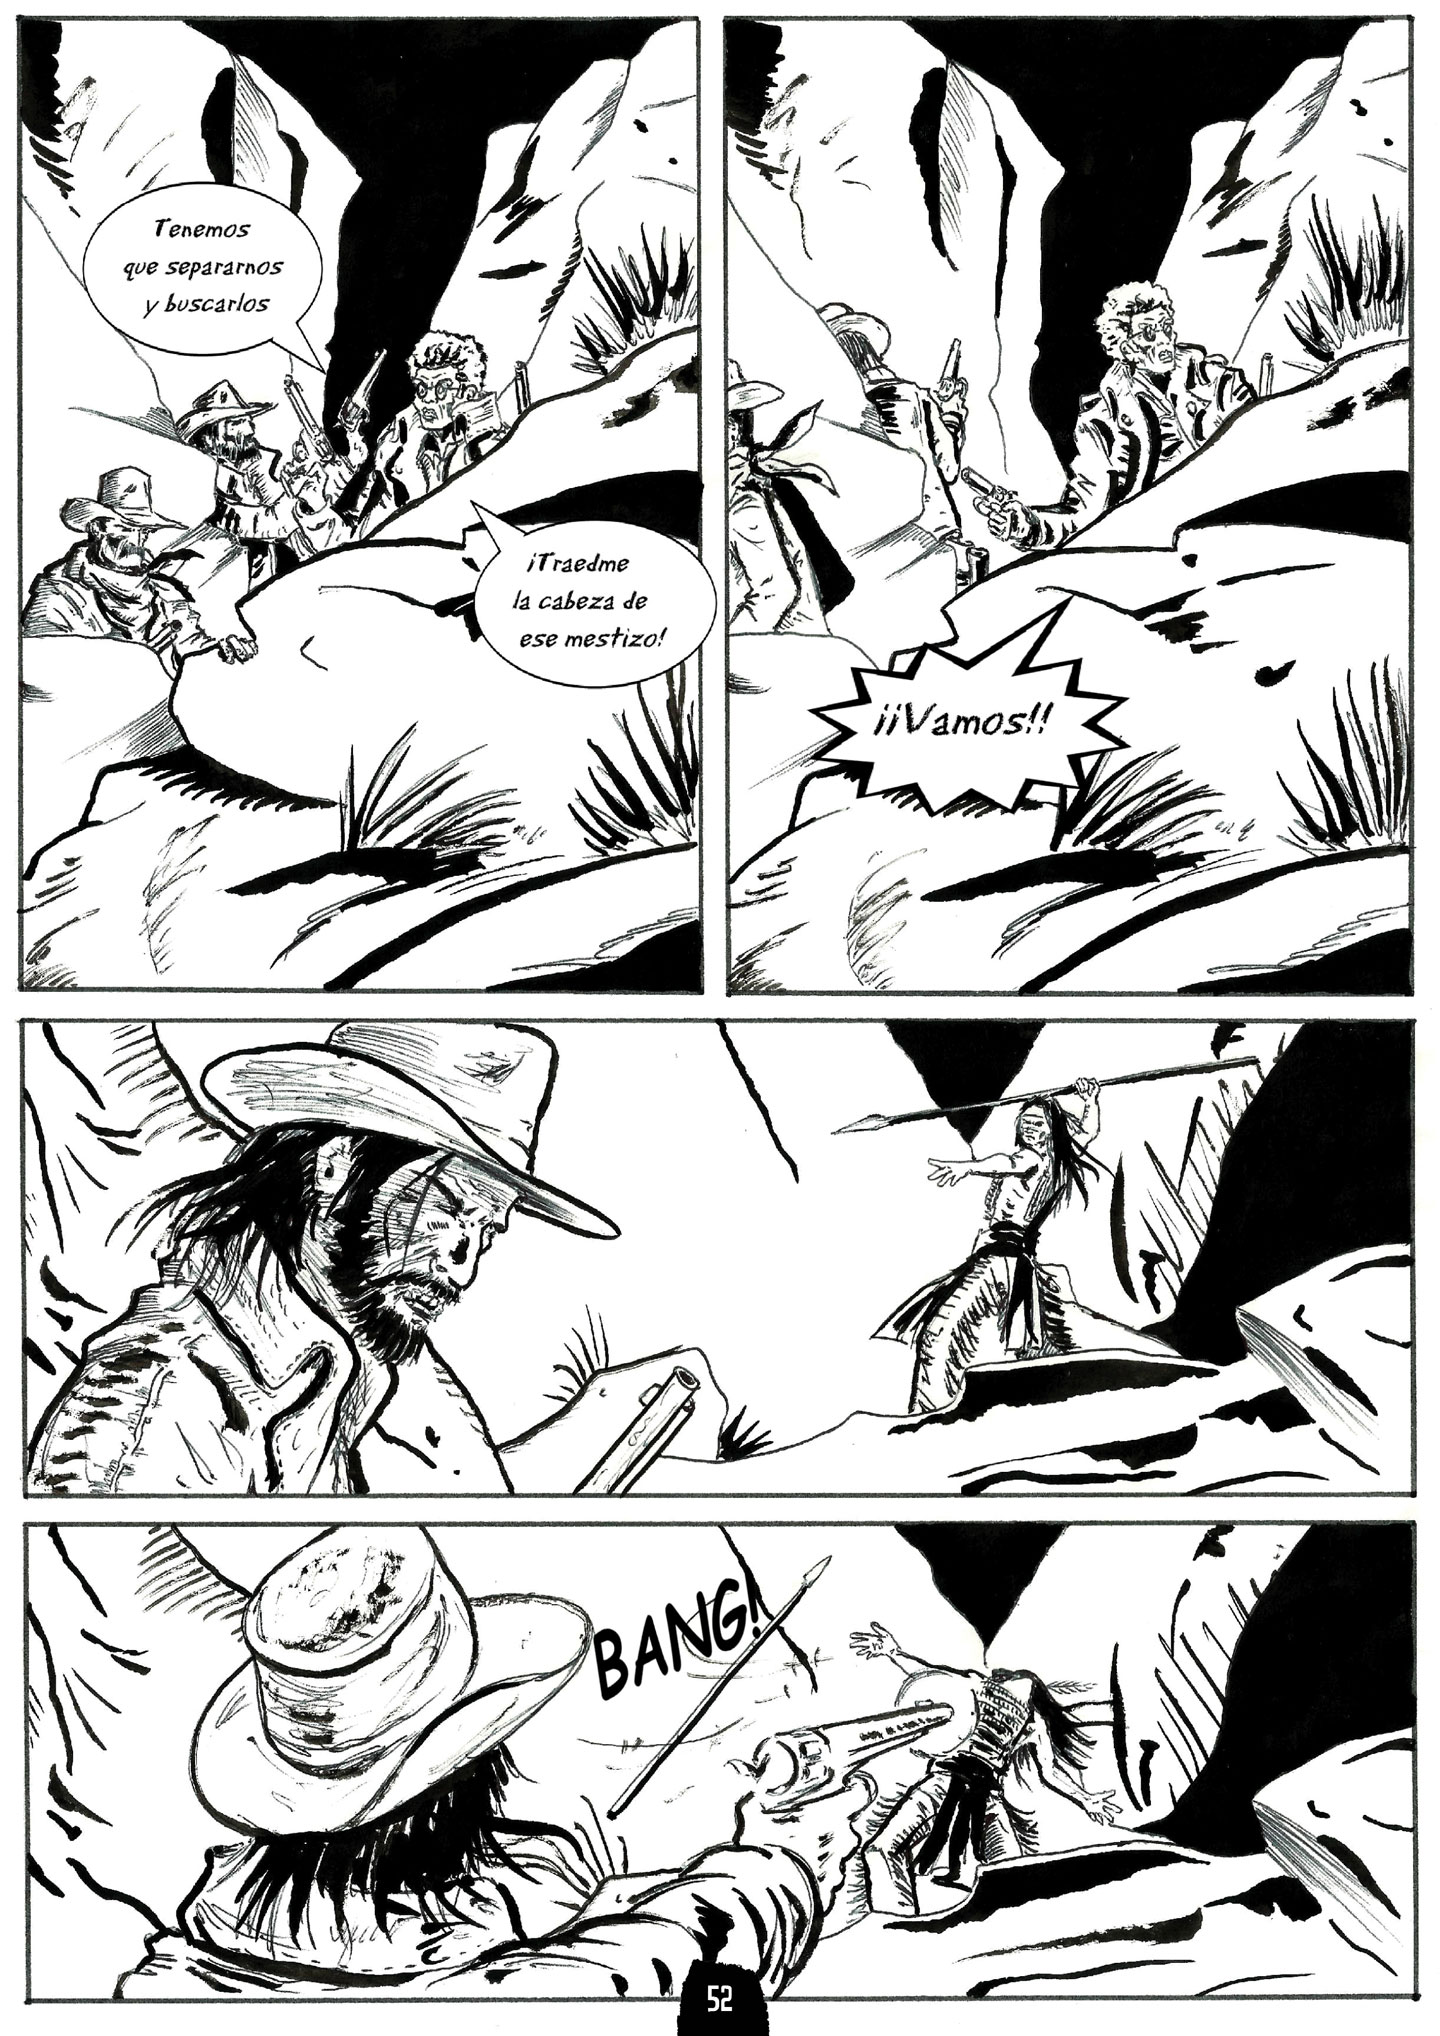 Tenemos
que separarnos
y buscarlos
¡Traedme
la cabeza de
ese mestizo!
¡¡Vamos!!
BANG!
52